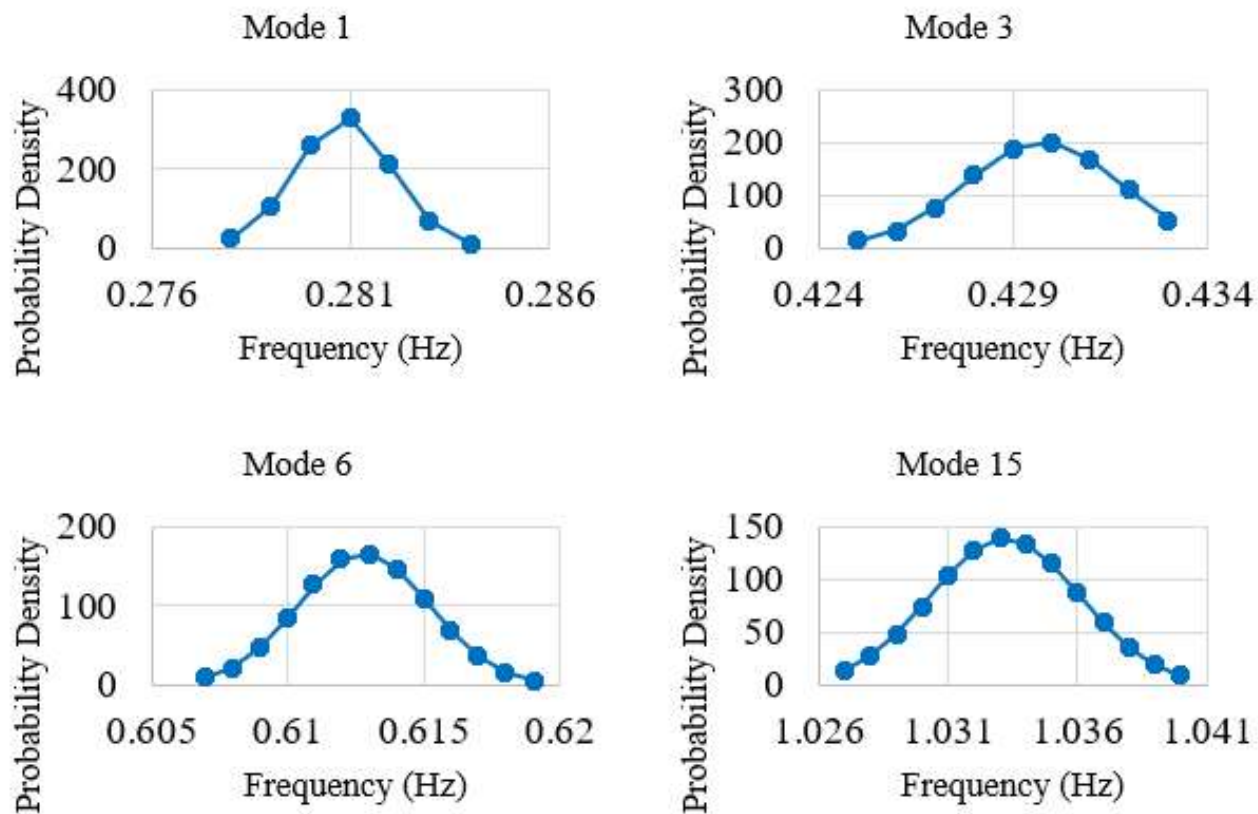 Mode 1
Probability Density
400
200
0
0.276 0.281 0.286
Frequency (Hz)
Mode 3
Probability Density
300
200
100
0
0.424 0.429 0.434
Frequency (Hz)
Mode 6
Probability Density
200
100
0
0.605 0.61 0.615 0.62
Frequency (Hz)
Mode 15
Probability Density
150
100
50
0
1.026 1.031 1.036 1.041
Frequency (Hz)